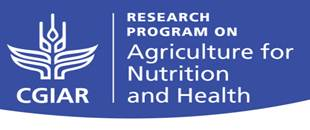 RESEARCH
PROGRAM ON
Agriculture for
Nutrition
and Health
CGIAR